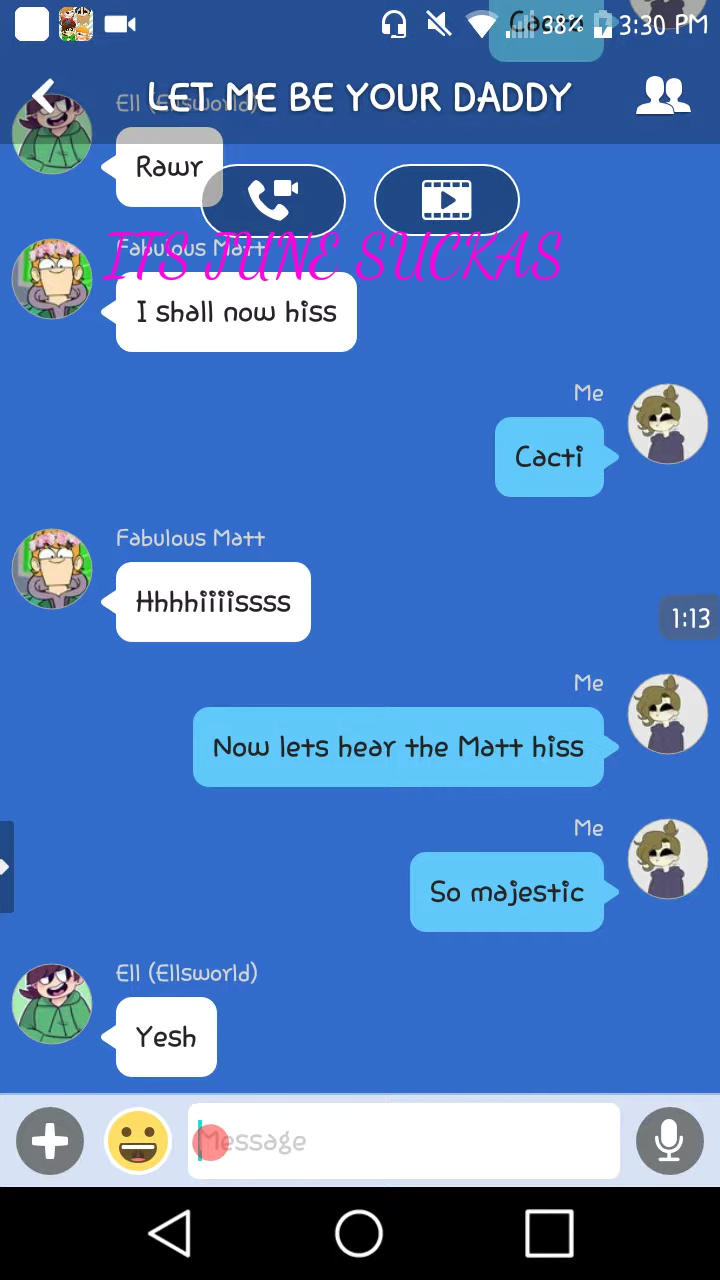 38% 3:30 PM
Ell (Ellsworld)
LET ME BE YOUR DADDY
Rawr
Fabulous Matt
ITS JUNE SUCKAS
I shall now hiss
Me
Cacti
Fabulous Matt
Hhhhiiiissss
1:13
Me
Now lets hear the Matt hiss
Me
So majestic
Ell (Ellsworld)
Yesh
Message